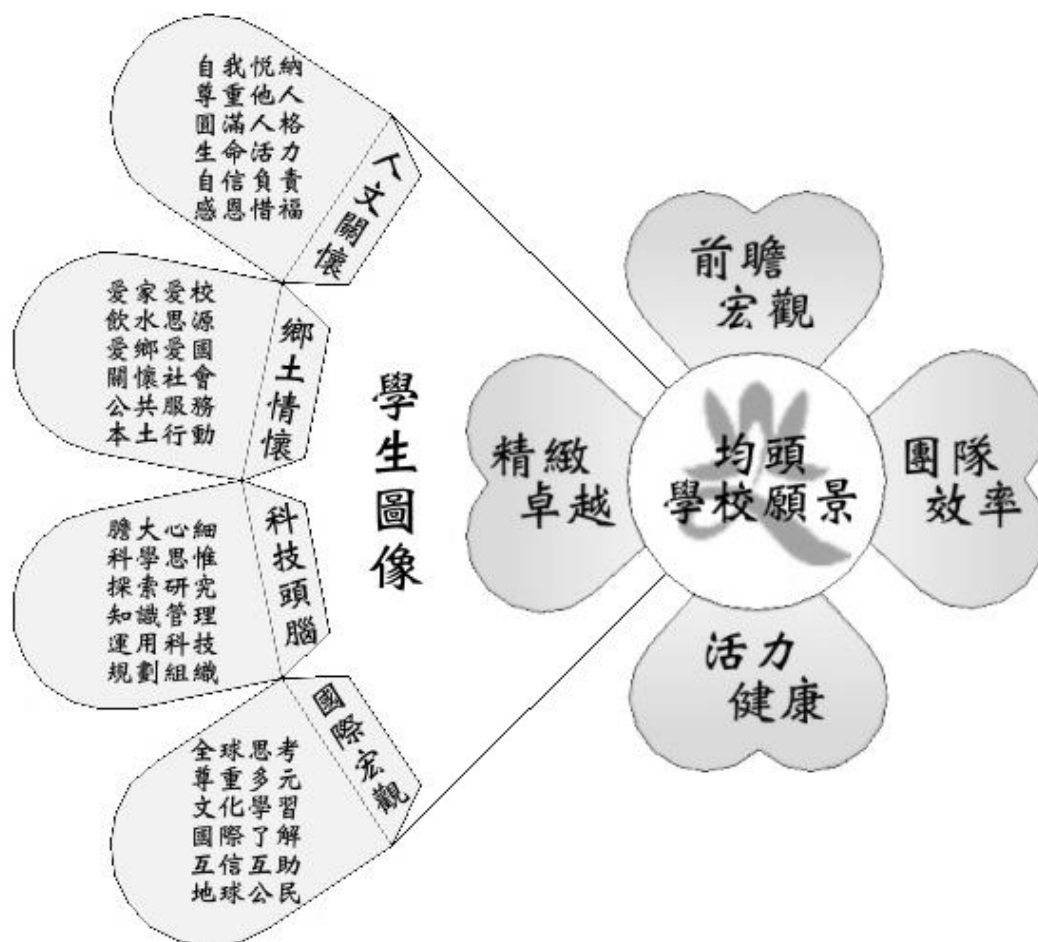 自我悅納
尊重他人
圓滿人格
生命活力
自信負責
感恩惜福
人文關懷
愛家愛校
飲水思源
愛鄉愛國
關懷社會
公共服務
本土行動
鄉土情懷
膽大心細
科學思惟
探索研究
知識管理
運用科技
規劃組織
科技頭腦
全球思考
尊重多元
文化學習
國際了解
互信互助
地球公民
國際宏觀
學生圖像
前瞻
宏觀
精緻
卓越
均頭
學校願景
團隊
效率
活力
健康